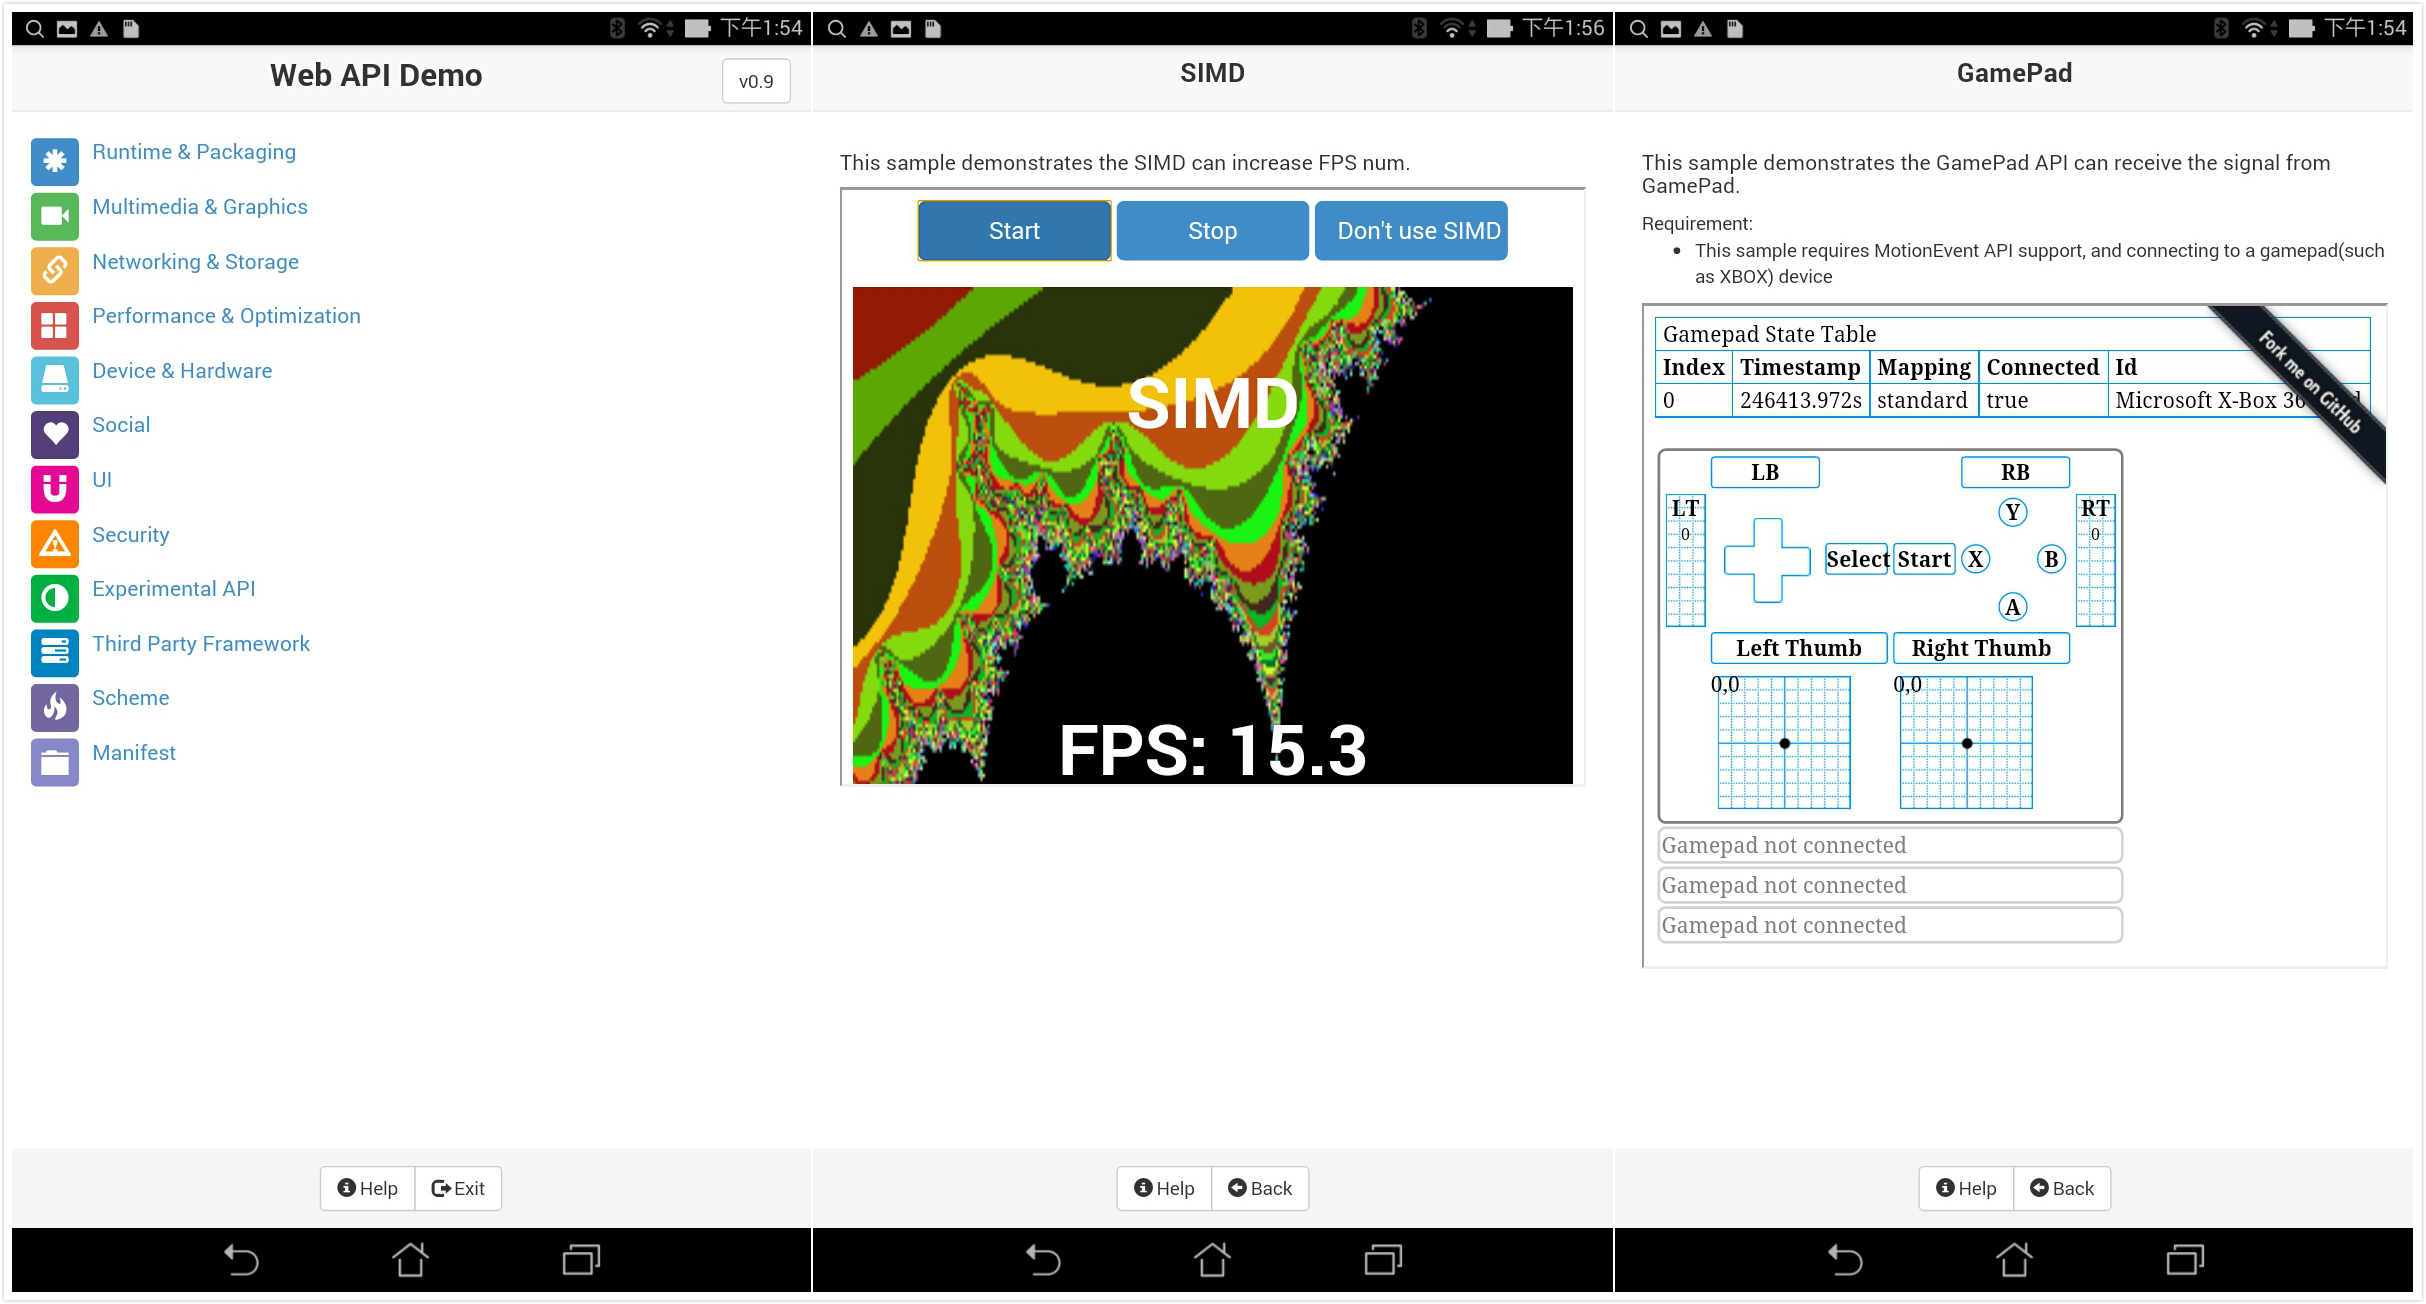 下午1:54
Web API Demo
v0.9
Runtime & Packaging
Multimedia & Graphics
Networking & Storage
Performance & Optimization
Device & Hardware
Social
UI
Security
Experimental API
Third Party Framework
Scheme
Manifest
Help
Exit
下午1:56
SIMD
This sample demonstrates the SIMD can increase FPS num.
Start
Stop
Don't use SIMD
SIMD
FPS: 15.3
Help
Back
下午1:54
GamePad
This sample demonstrates the GamePad API can receive the signal from
GamePad.
Requirement:
This sample requires MotionEvent API support, and connecting to a gamepad(such
as XBOX) device
Fork me on GitHub
Gamepad State Table
Index Timestamp Mapping Connected Id
0 246413.972s standard true Microsoft X-Box
LB RB
LT RT
0 0
Y
Select Start X B
A
Left Thumb Right Thumb
0,0 0,0
Gamepad not connected
Gamepad not connected
Gamepad not connected
Help
Back